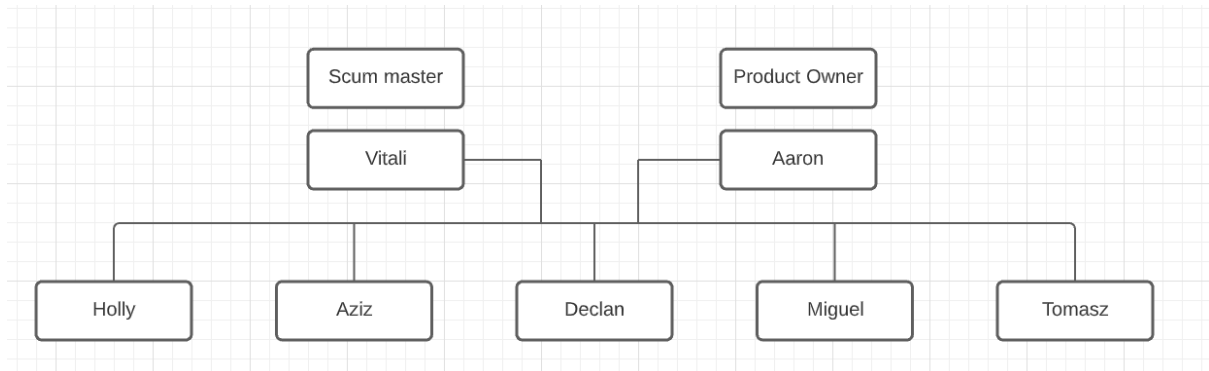 Scum master
Product Owner
Vitali
Aaron
Holly
Aziz
Declan
Miguel
Tomasz